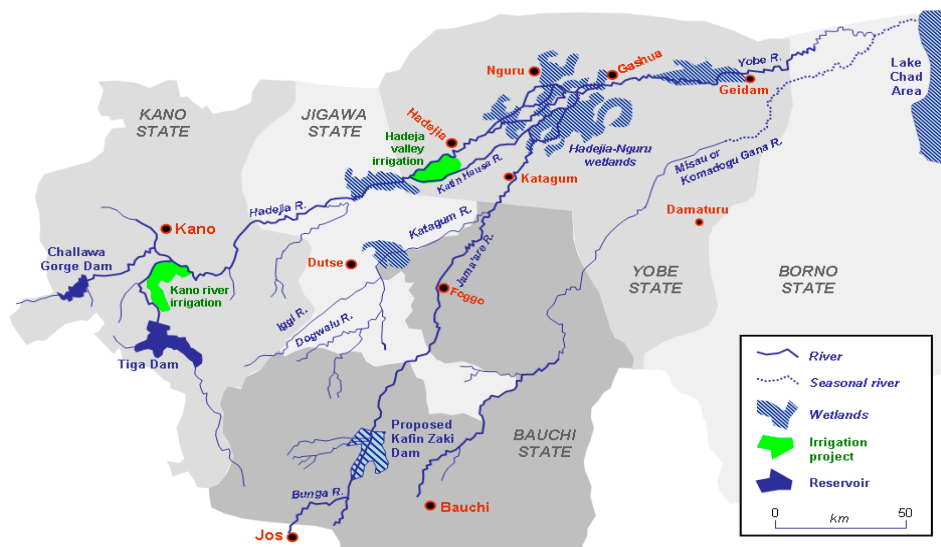 Nguru
Gashua
Yobe R.
Geidam
Lake
Chad
Area
KANO
STATE
JIGAWA
STATE
Hadejia
Hadeja
valley
irrigation
Hadejia-Nguru
wetlands
Katin Hausa R.
Katagum
Misau or
Komadogu Gana R.
Hadejia R.
Kano
Katagum R.
Damaturu
Challawa
Gorge Dam
Dutse
Jama'are R.
YOBE
STATE
BORNO
STATE
Kano river
irrigation
Foggo
Iggi R.
Dogwalu R.
Tiga Dam
Proposed
Kafin Zaki
Dam
BAUCHI
STATE
Bunga R.
Bauchi
Jos
River
Seasonal river
Wetlands
Irrigation
project
Reservoir
0 50
km